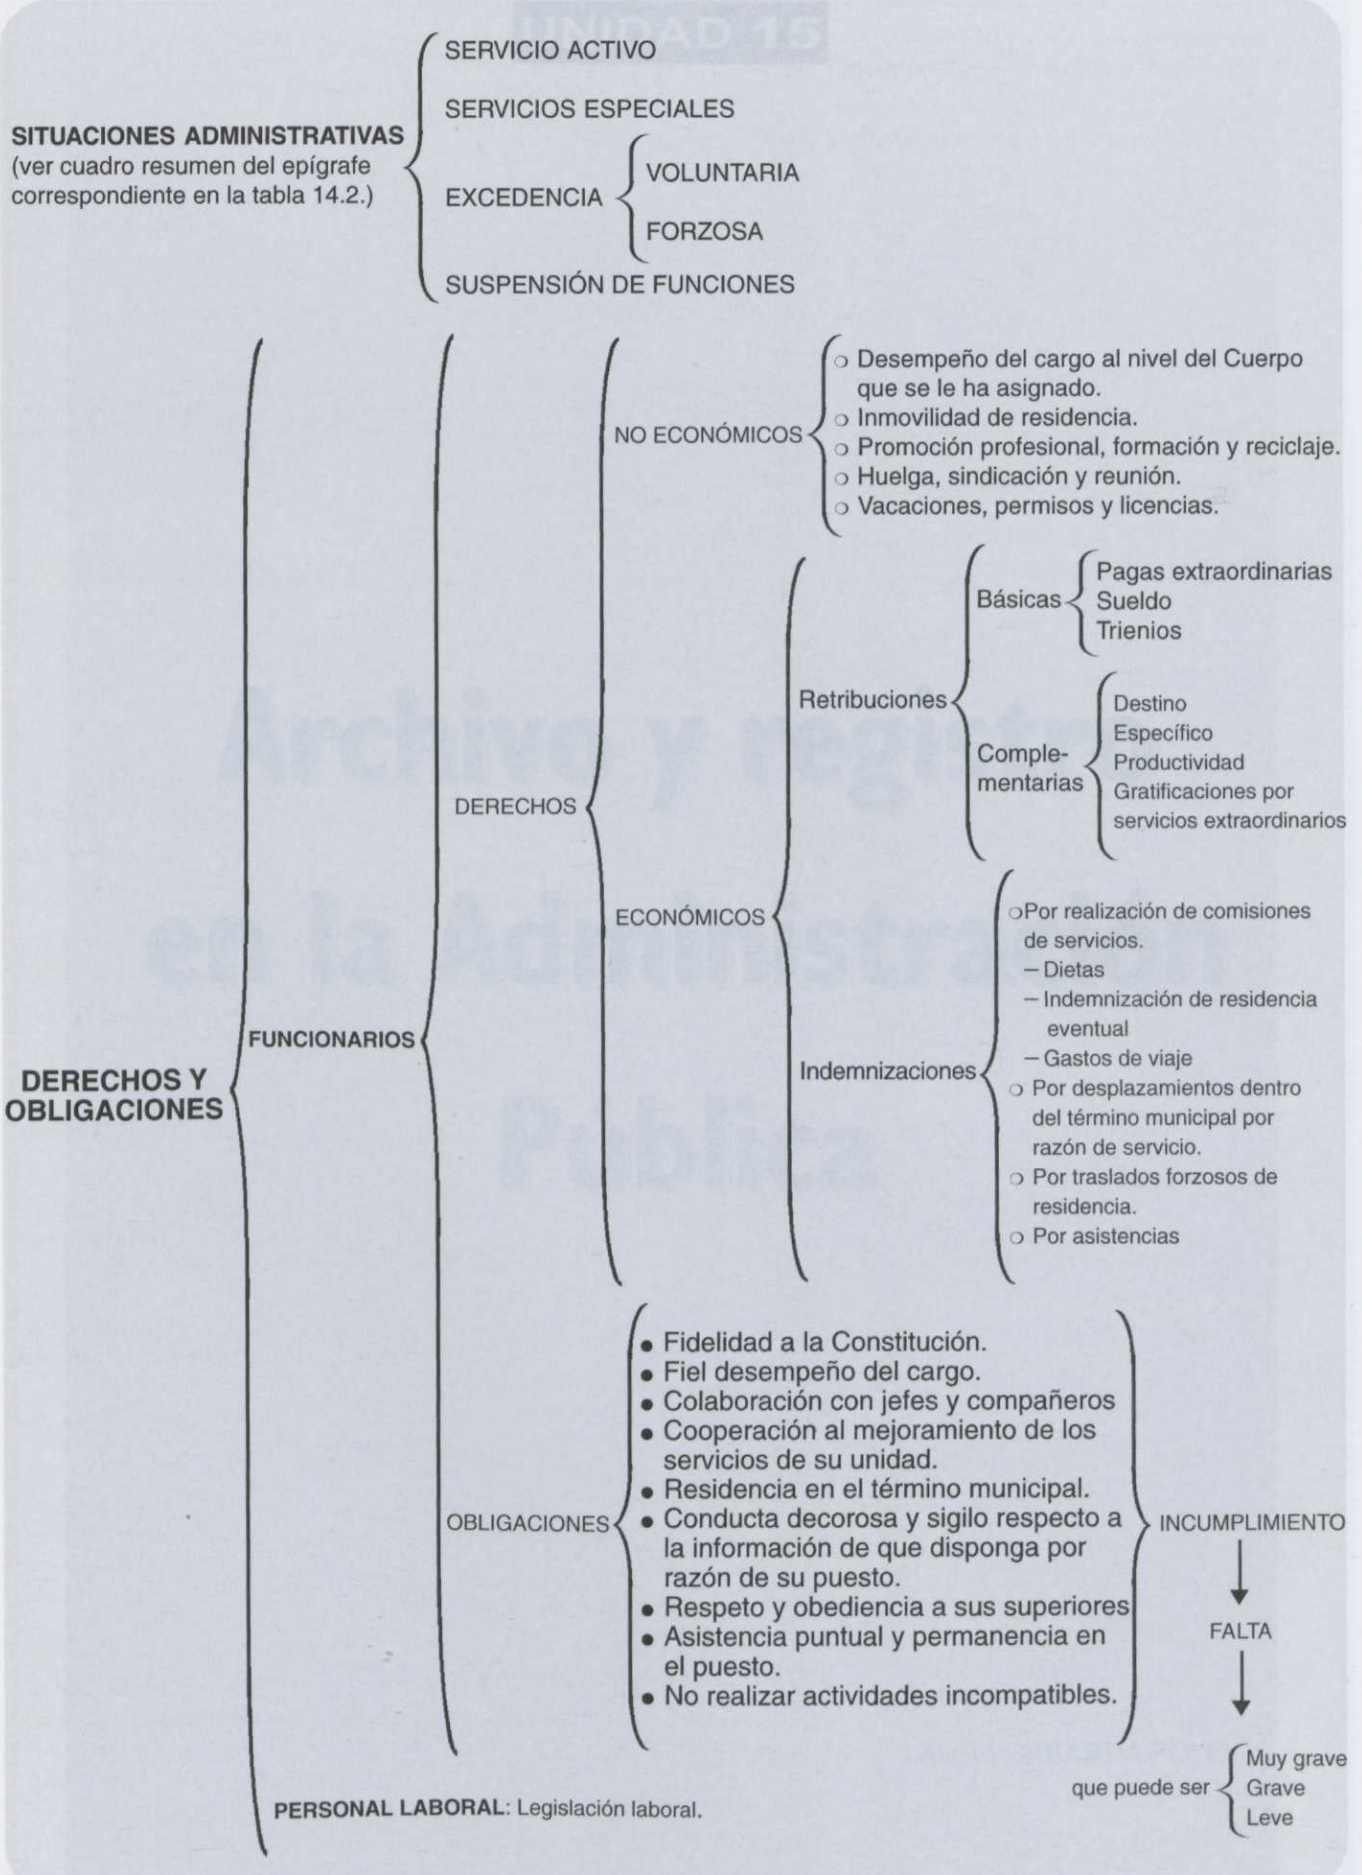 UNIDAD 15
SITUACIONES ADMINISTRATIVAS
(ver cuadro resumen del epígrafe
correspondiente en la tabla 14.2.)
SERVICIO ACTIVO
SERVICIOS ESPECIALES
EXCEDENCIA
VOLUNTARIA
FORZOSA
SUSPENSIÓN DE FUNCIONES
DERECHOS Y
OBLIGACIONES
FUNCIONARIOS
DERECHOS
NO ECONÓMICOS
○ Desempeño del cargo al nivel del Cuerpo
que se le ha asignado.
○ Inmovilidad de residencia.
○ Promoción profesional, formación y reciclaje.
○ Huelga, sindicación y reunión.
○ Vacaciones, permisos y licencias.
ECONÓMICOS
Retribuciones
Básicas
Pagas extraordinarias
Sueldo
Trienios
Comple-
mentarias
Destino
Específico
Productividad
Gratificaciones por
servicios extraordinarios
Indemnizaciones
○Por realización de comisiones
de servicios.
– Dietas
– Indemnización de residencia
eventual
– Gastos de viaje
○ Por desplazamientos dentro
del término municipal por
razón de servicio.
○ Por traslados forzosos de
residencia.
○ Por asistencias
OBLIGACIONES
● Fidelidad a la Constitución.
● Fiel desempeño del cargo.
● Colaboración con jefes y compañeros
● Cooperación al mejoramiento de los
servicios de su unidad.
● Residencia en el término municipal.
● Conducta decorosa y sigilo respecto a
la información de que disponga por
razón de su puesto.
● Respeto y obediencia a sus superiores
● Asistencia puntual y permanencia en
el puesto.
● No realizar actividades incompatibles.
INCUMPLIMIENTO
FALTA
que puede ser
Muy grave
Grave
Leve
PERSONAL LABORAL: Legislación laboral.
Archivo y registro
en la Administración
Pública